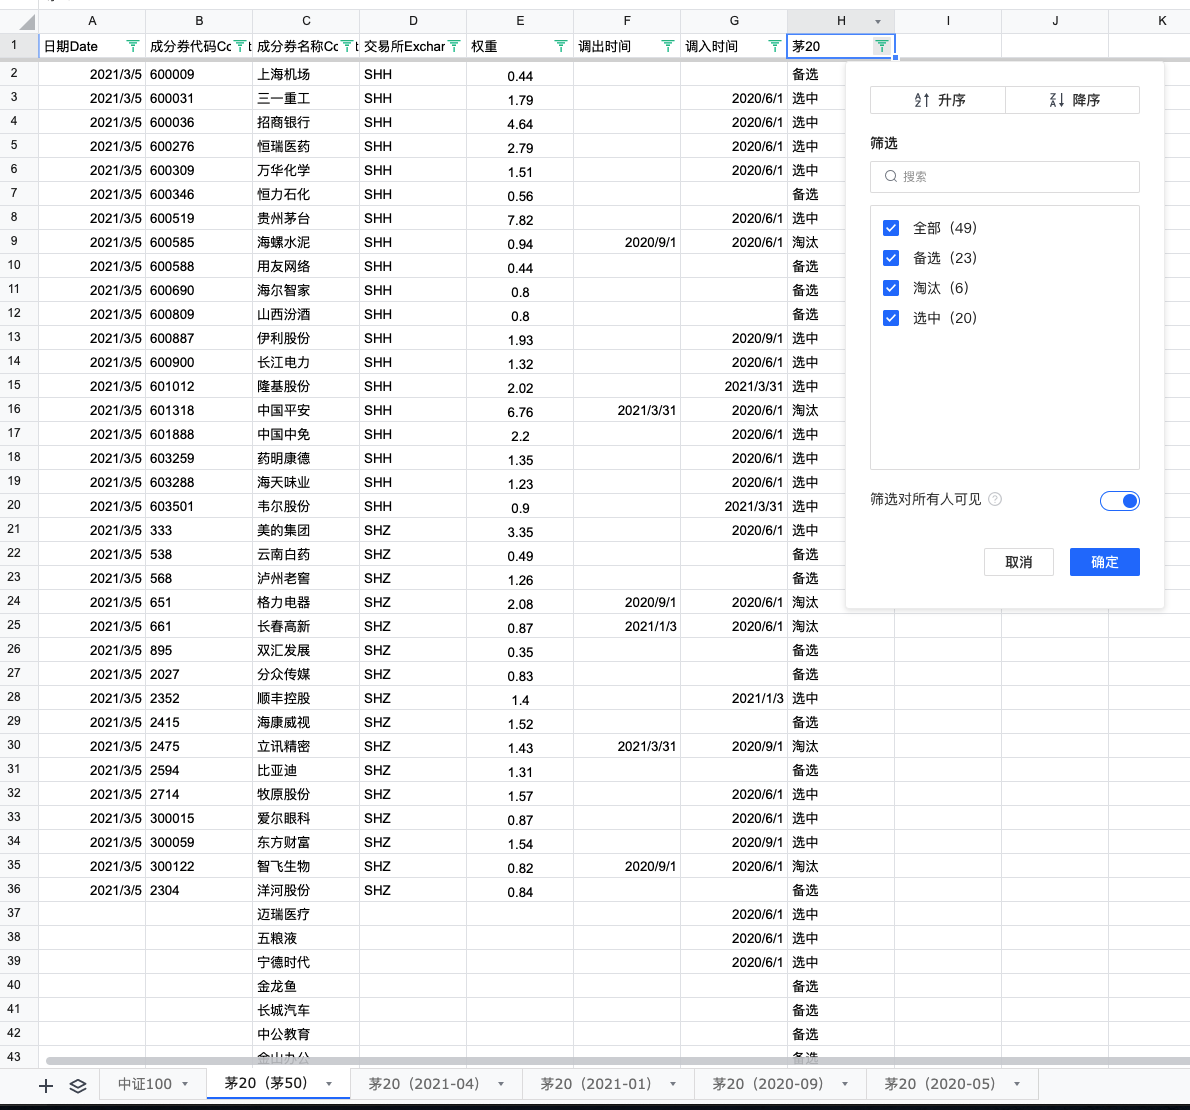 A B C D E F G H I J K
1 日期Date 成分券代码Cc 成分券名称Cc 交易所Exchar 权重 调出时间 调入时间 茅20
2 2021/3/5 600009 上海机场 SHH 0.44 备选
3 2021/3/5 600031 三一重工 SHH 1.79 2020/6/1 选中
4 2021/3/5 600036 招商银行 SHH 4.64 2020/6/1 选中
5 2021/3/5 600276 恒瑞医药 SHH 2.79 2020/6/1 选中
6 2021/3/5 600309 万华化学 SHH 1.51 2020/6/1 选中
7 2021/3/5 600346 恒力石化 SHH 0.56 备选
8 2021/3/5 600519 贵州茅台 SHH 7.82 2020/6/1 选中
9 2021/3/5 600585 海螺水泥 SHH 0.94 2020/9/1 2020/6/1 淘汰
10 2021/3/5 600588 用友网络 SHH 0.44 备选
11 2021/3/5 600690 海尔智家 SHH 0.8 备选
12 2021/3/5 600809 山西汾酒 SHH 0.8 备选
13 2021/3/5 600887 伊利股份 SHH 1.93 2020/9/1 选中
14 2021/3/5 600900 长江电力 SHH 1.32 2020/6/1 选中
15 2021/3/5 601012 隆基股份 SHH 2.02 2021/3/31 选中
16 2021/3/5 601318 中国平安 SHH 6.76 2021/3/31 2020/6/1 淘汰
17 2021/3/5 601888 中国中免 SHH 2.2 2020/6/1 选中
18 2021/3/5 603259 药明康德 SHH 1.35 2020/6/1 选中
19 2021/3/5 603288 海天味业 SHH 1.23 2020/6/1 选中
20 2021/3/5 603501 韦尔股份 SHH 0.9 2021/3/31 选中
21 2021/3/5 333 美的集团 SHZ 3.35 2020/6/1 选中
22 2021/3/5 538 云南白药 SHZ 0.49 备选
23 2021/3/5 568 泸州老窖 SHZ 1.26 备选
24 2021/3/5 651 格力电器 SHZ 2.08 2020/9/1 2020/6/1 淘汰
25 2021/3/5 661 长春高新 SHZ 0.87 2021/1/3 2020/6/1 淘汰
26 2021/3/5 895 双汇发展 SHZ 0.35 备选
27 2021/3/5 2027 分众传媒 SHZ 0.83 备选
28 2021/3/5 2352 顺丰控股 SHZ 1.4 2021/1/3 选中
29 2021/3/5 2415 海康威视 SHZ 1.52 备选
30 2021/3/5 2475 立讯精密 SHZ 1.43 2021/3/31 2020/9/1 淘汰
31 2021/3/5 2594 比亚迪 SHZ 1.31 备选
32 2021/3/5 2714 牧原股份 SHZ 1.57 2020/6/1 选中
33 2021/3/5 300015 爱尔眼科 SHZ 0.87 2020/6/1 选中
34 2021/3/5 300059 东方财富 SHZ 1.54 2020/9/1 选中
35 2021/3/5 300122 智飞生物 SHZ 0.82 2020/9/1 2020/6/1 淘汰
36 2021/3/5 2304 洋河股份 SHZ 0.84 备选
37 迈瑞医疗 2020/6/1 选中
38 五粮液 2020/6/1 选中
39 宁德时代 2020/6/1 选中
40 金龙鱼 备选
41 长城汽车 备选
42 中公教育 备选
43 金山办公 备选
升序 降序
筛选
搜索
全部（49）
备选（23）
淘汰（6）
选中（20）
筛选对所有人可见
取消 确定
中证100 茅20（茅50） 茅20（2021-04） 茅20（2021-01） 茅20（2020-09） 茅20（2020-05）